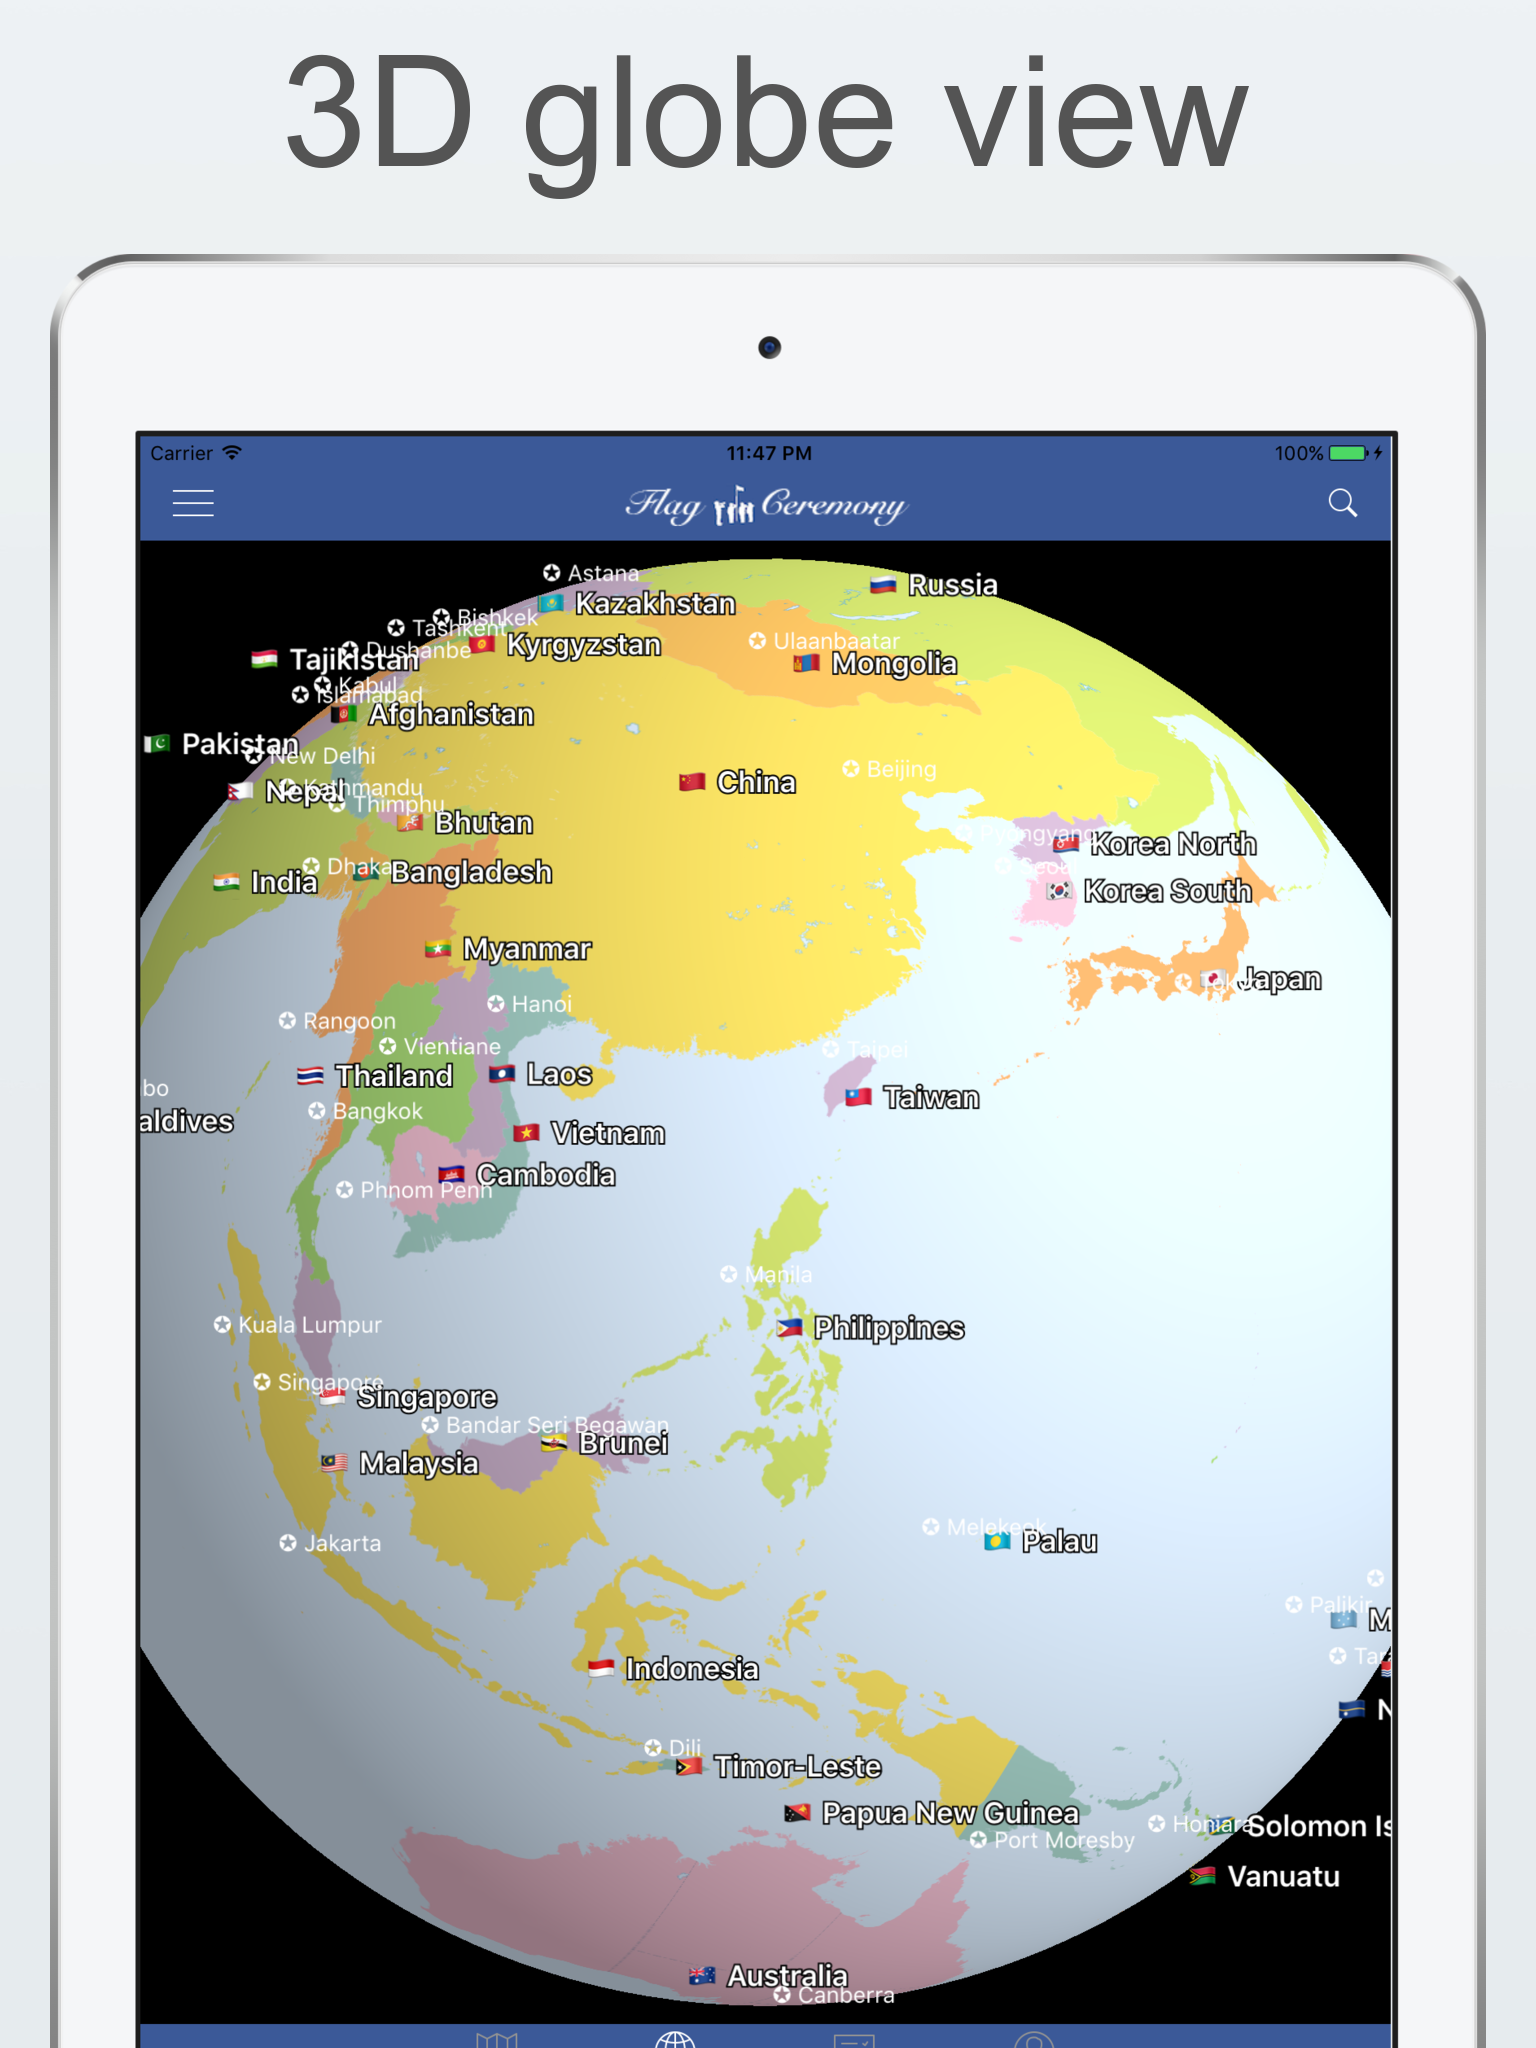 3D globe view
Carrier
11:47 PM
100%
Flag Ceremony
Astana
Russia
Kazakhstan
Bishkek
Tashkent
Ulaanbaatar
Kyrgyzstan
Dushanbe
Tajikistan
Mongolia
Kabul
Islamabad
Afghanistan
Pakistan
New Delhi
Beijing
China
Kathmandu
Nepal
Thimphu
Bhutan
Pyongyang
Korea North
Dhaka
Bangladesh
India
Seoul
Korea South
Myanmar
Japan
Tokyo
Hanoi
Rangoon
Vientiane
Taipei
Thailand
Laos
bo
Taiwan
Bangkok
aldives
Vietnam
Cambodia
Phnom Penh
Manila
Kuala Lumpur
Philippines
Singapore
Singapore
Bandar Seri Begawan
Brunei
Malaysia
Melekeok
Jakarta
Palau
Palikir
M
Tar
Indonesia
N
Dili
Timor-Leste
Papua New Guinea
Honiara
Solomon Is
Port Moresby
Vanuatu
Australia
Canberra